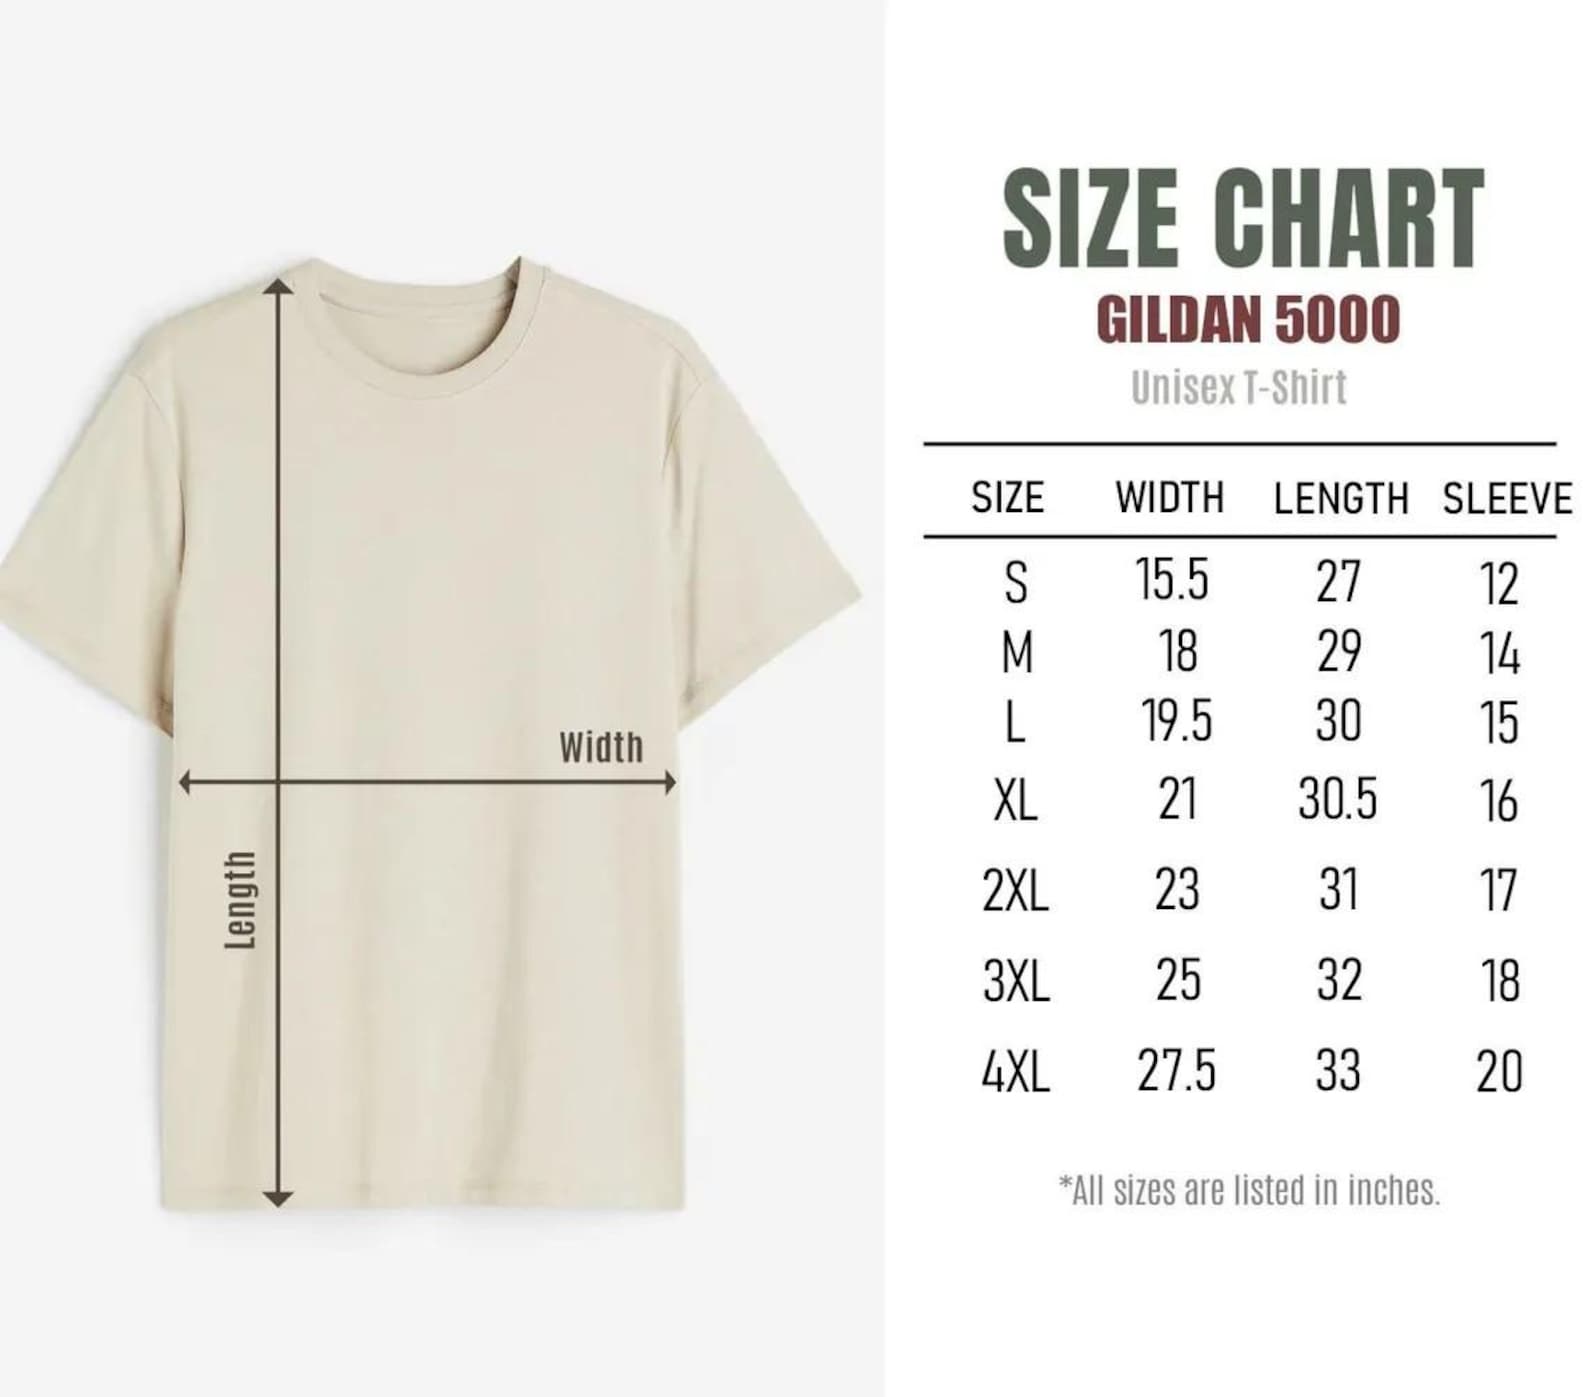 Width
Length
SIZE CHART
GILDAN 5000
Unisex T-Shirt
SIZE WIDTH LENGTH SLEEVE
S 15.5 27 12
M 18 29 14
L 19.5 30 15
XL 21 30.5 16
2XL 23 31 17
3XL 25 32 18
4XL 27.5 33 20
*All sizes are listed in inches.